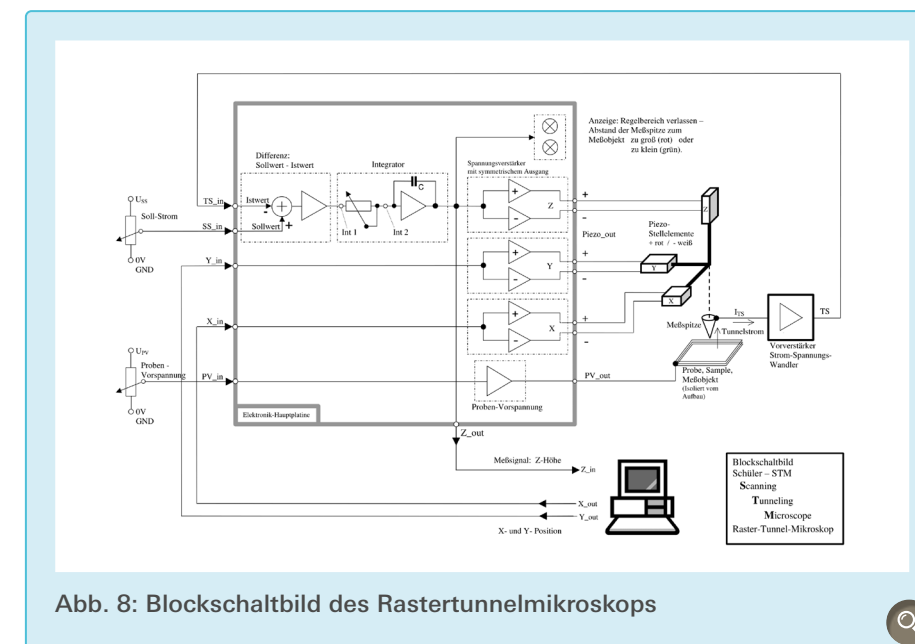 Anzeige: Regelbereich verlassen –
Abstand der Meßspitze zum
Meßobjekt zu groß (rot) oder
zu klein (grün).
Differenz:
Sollwert - Istwert
Integrator
Spannungsverstärker
mit symmetrischem Ausgang
C
USS
Soll-Strom
0V
GND
TS_in
Istwert
-
SS_in
Sollwert
+
Int 1
Int 2
+
-
Z
+
-
Piezo_out
Z
Piezo-
Stellelemente
+ rot / - weiß
Y_in
+
-
Y
+
-
Y
X
X_in
+
-
X
+
-
Meßspitze
ITS
Tunnelstrom
TS
Vorverstärker
Strom-Spannungs-
Wandler
UPV
Proben -
Vorspannung
0V
GND
PV_in
PV_out
Proben-Vorspannung
Probe, Sample,
Meßobjekt
(Isoliert vom
Aufbau)
Elektronik-Hauptplatine
Z_out
Meßsignal: Z-Höhe
Z_in
X_out
Y_out
X- und Y- Position
Blockschaltbild
Schüler – STM
Scanning
Tunneling
Microscope
Raster-Tunnel-Mikroskop
Abb. 8: Blockschaltbild des Rastertunnelmikroskops